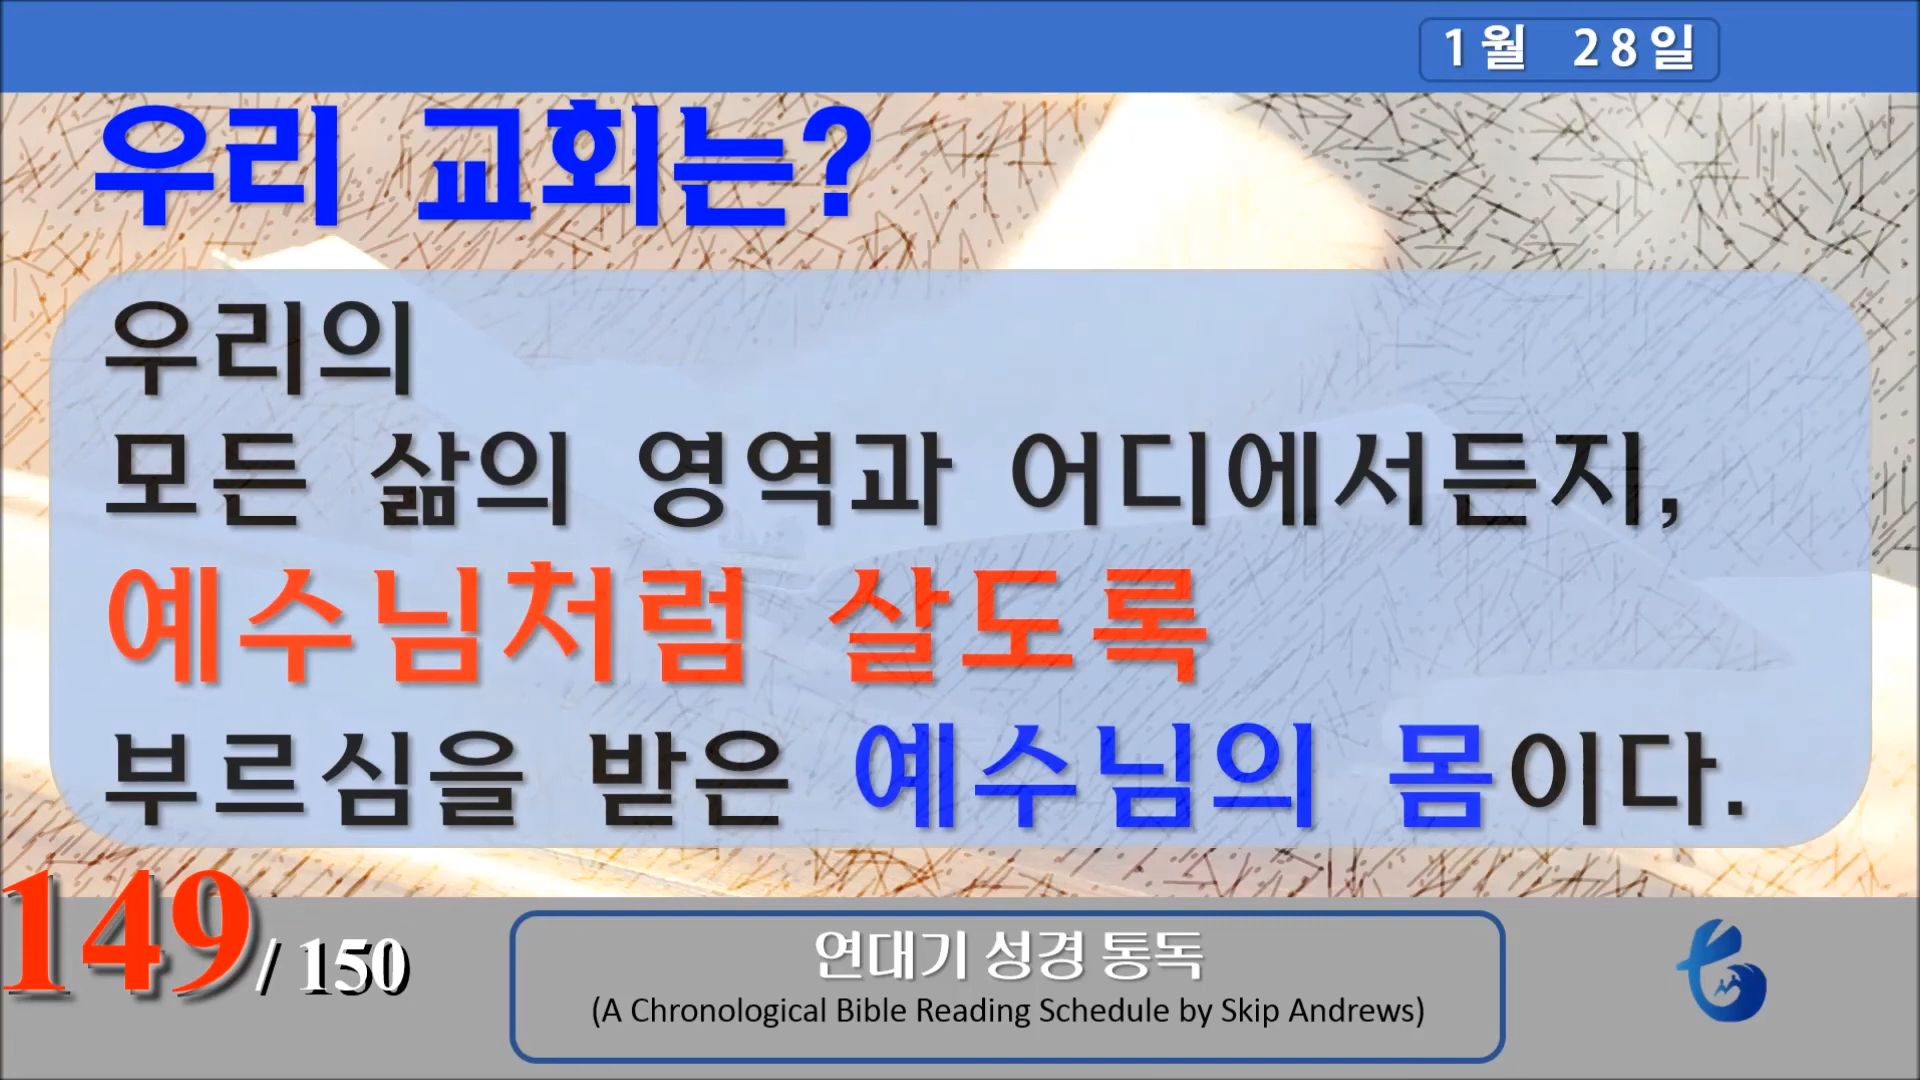 1월 28일
우리 교회는?
우리의
모든 삶의 영역과 어디에서든지,
예수님처럼 살도록
부르심을 받은 예수님의 몸이다.
149/ 150
연대기 성경 통독
(A Chronological Bible Reading Schedule by Skip Andrews)